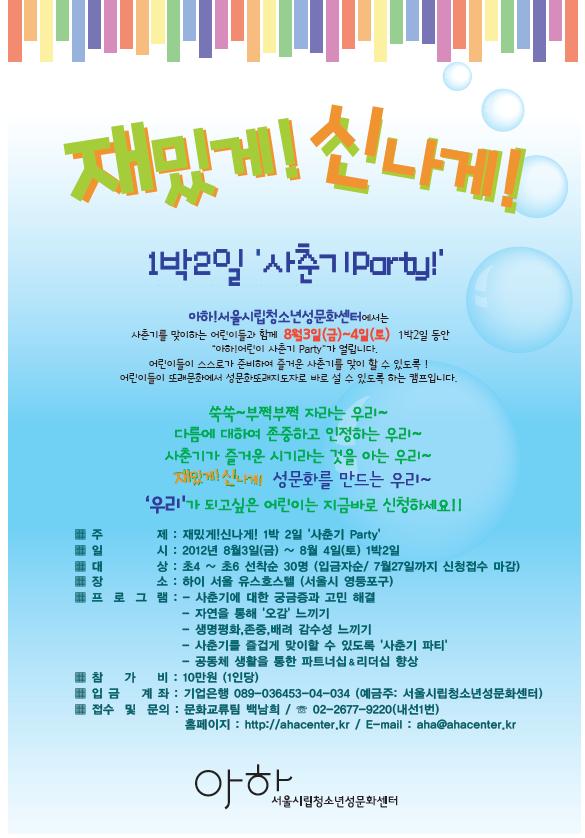 재밌게! 신나게!
1박2일 '사춘기Party!'
아하!서울시립청소년성문화센터에서는
사춘기를 맞이하는 어린이들과 함께 8월3일(금)~4일(토) 1박2일 동안
"아하!어린이 사춘기 Party"가 열립니다.
어린이들이 스스로가 준비하여 즐거운 사춘기를 맞이 할 수 있도록 !
어린이들이 또래문화에서 성문화또래지도자로 바로 설 수 있도록 하는 캠프입니다.
쑥쑥~부쩍부쩍 자라는 우리~
다름에 대하여 존중하고 인정하는 우리~
사춘기가 즐거운 시기라는 것을 아는 우리~
재밌게! 신나게! 성문화를 만드는 우리~
'우리'가 되고싶은 어린이는 지금바로 신청하세요!!
▦ 주 제 : 재밌게!신나게! 1박 2일 '사춘기 Party'
▦ 일 시 : 2012년 8월3일(금) ~ 8월 4일(토) 1박2일
▦ 대 상 : 초4 ~ 초6 선착순 30명 (입금자순/ 7월27일까지 신청접수 마감)
▦ 장 소 : 하이 서울 유스호스텔 (서울시 영등포구)
▦ 프 로 그 램 : - 사춘기에 대한 궁금증과 고민 해결
- 자연을 통해 '오감' 느끼기
- 생명평화,존중,배려 감수성 느끼기
- 사춘기를 즐겁게 맞이할 수 있도록 '사춘기 파티'
- 공동체 생활을 통한 파트너십&리더십 향상
▦ 참 가 비 : 10만원 (1인당)
▦ 입 금 계 좌 : 기업은행 089-036453-04-034 (예금주: 서울시립청소년성문화센터)
▦ 접수 및 문의 : 문화교류팀 백남희 / ☏ 02-2677-9220(내선1번)
홈페이지 : http://ahacenter.kr / E-mail : aha@ahacenter.kr
아하 서울시립청소년성문화센터